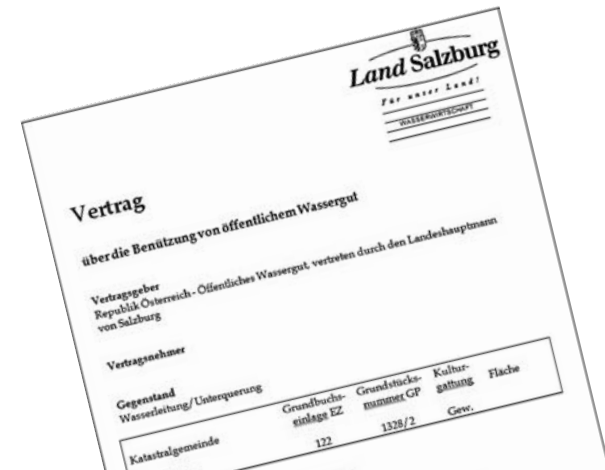 Land Salzburg
Für unser Land!
WASSERWIRTSCHAFT
Vertrag
über die Benützung von öffentlichem Wassergut
Vertragsgeber
Republik Österreich - Öffentliches Wassergut, vertreten durch den Landeshauptmann
von Salzburg
Vertragsnehmer
Gegenstand
Wasserleitung/Unterquerung
Katastralgemeinde
Grundbuchs-
einlage EZ
Grundstücks-
nummer GP
Kultur-
gattung
Fläche
122
1328/2
Gew.